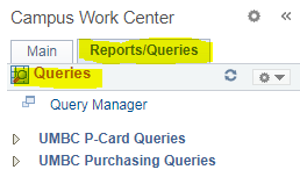 Campus Work Center
Main
Reports/Queries
Queries
Query Manager
UMBC P-Card Queries
UMBC Purchasing Queries